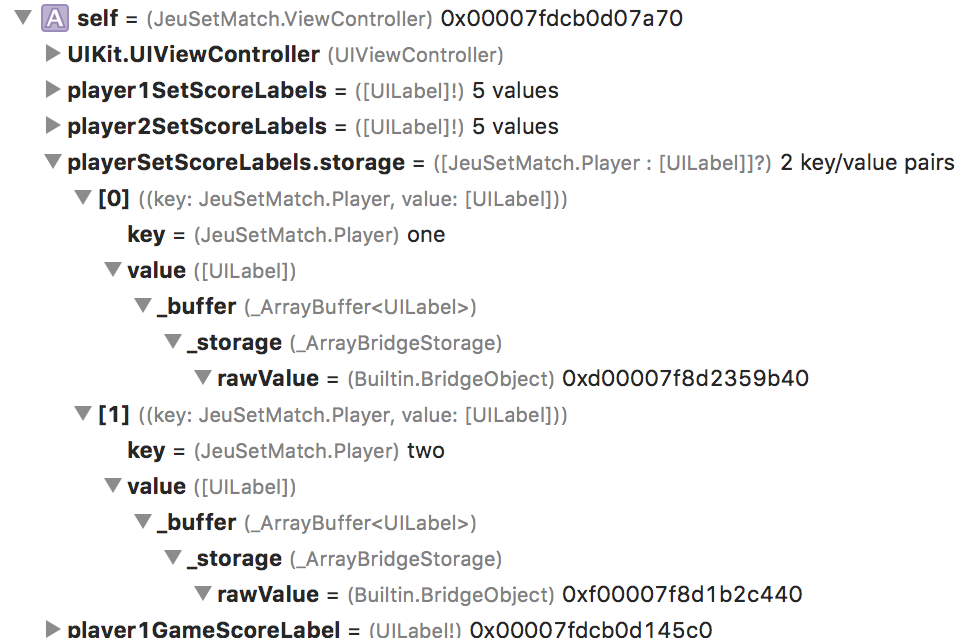 A self = (JeuSetMatch.ViewController) 0x00007fdcb0d07a70
UIKit.UIViewController (UIViewController)
player1SetScoreLabels = ([UILabel]!) 5 values
player2SetScoreLabels = ([UILabel]!) 5 values
playerSetScoreLabels.storage = ([JeuSetMatch.Player : [UILabel]]?) 2 key/value pairs
[0] ((key: JeuSetMatch.Player, value: [UILabel]))
key = (JeuSetMatch.Player) one
value ([UILabel])
_buffer (_ArrayBuffer<UILabel>)
_storage (_ArrayBridgeStorage)
rawValue = (Builtin.BridgeObject) 0xd00007f8d2359b40
[1] ((key: JeuSetMatch.Player, value: [UILabel]))
key = (JeuSetMatch.Player) two
value ([UILabel])
_buffer (_ArrayBuffer<UILabel>)
_storage (_ArrayBridgeStorage)
rawValue = (Builtin.BridgeObject) 0xf00007f8d1b2c440
player1GameScoreLabel = (UILabel!) 0x00007fdcb0d145c0